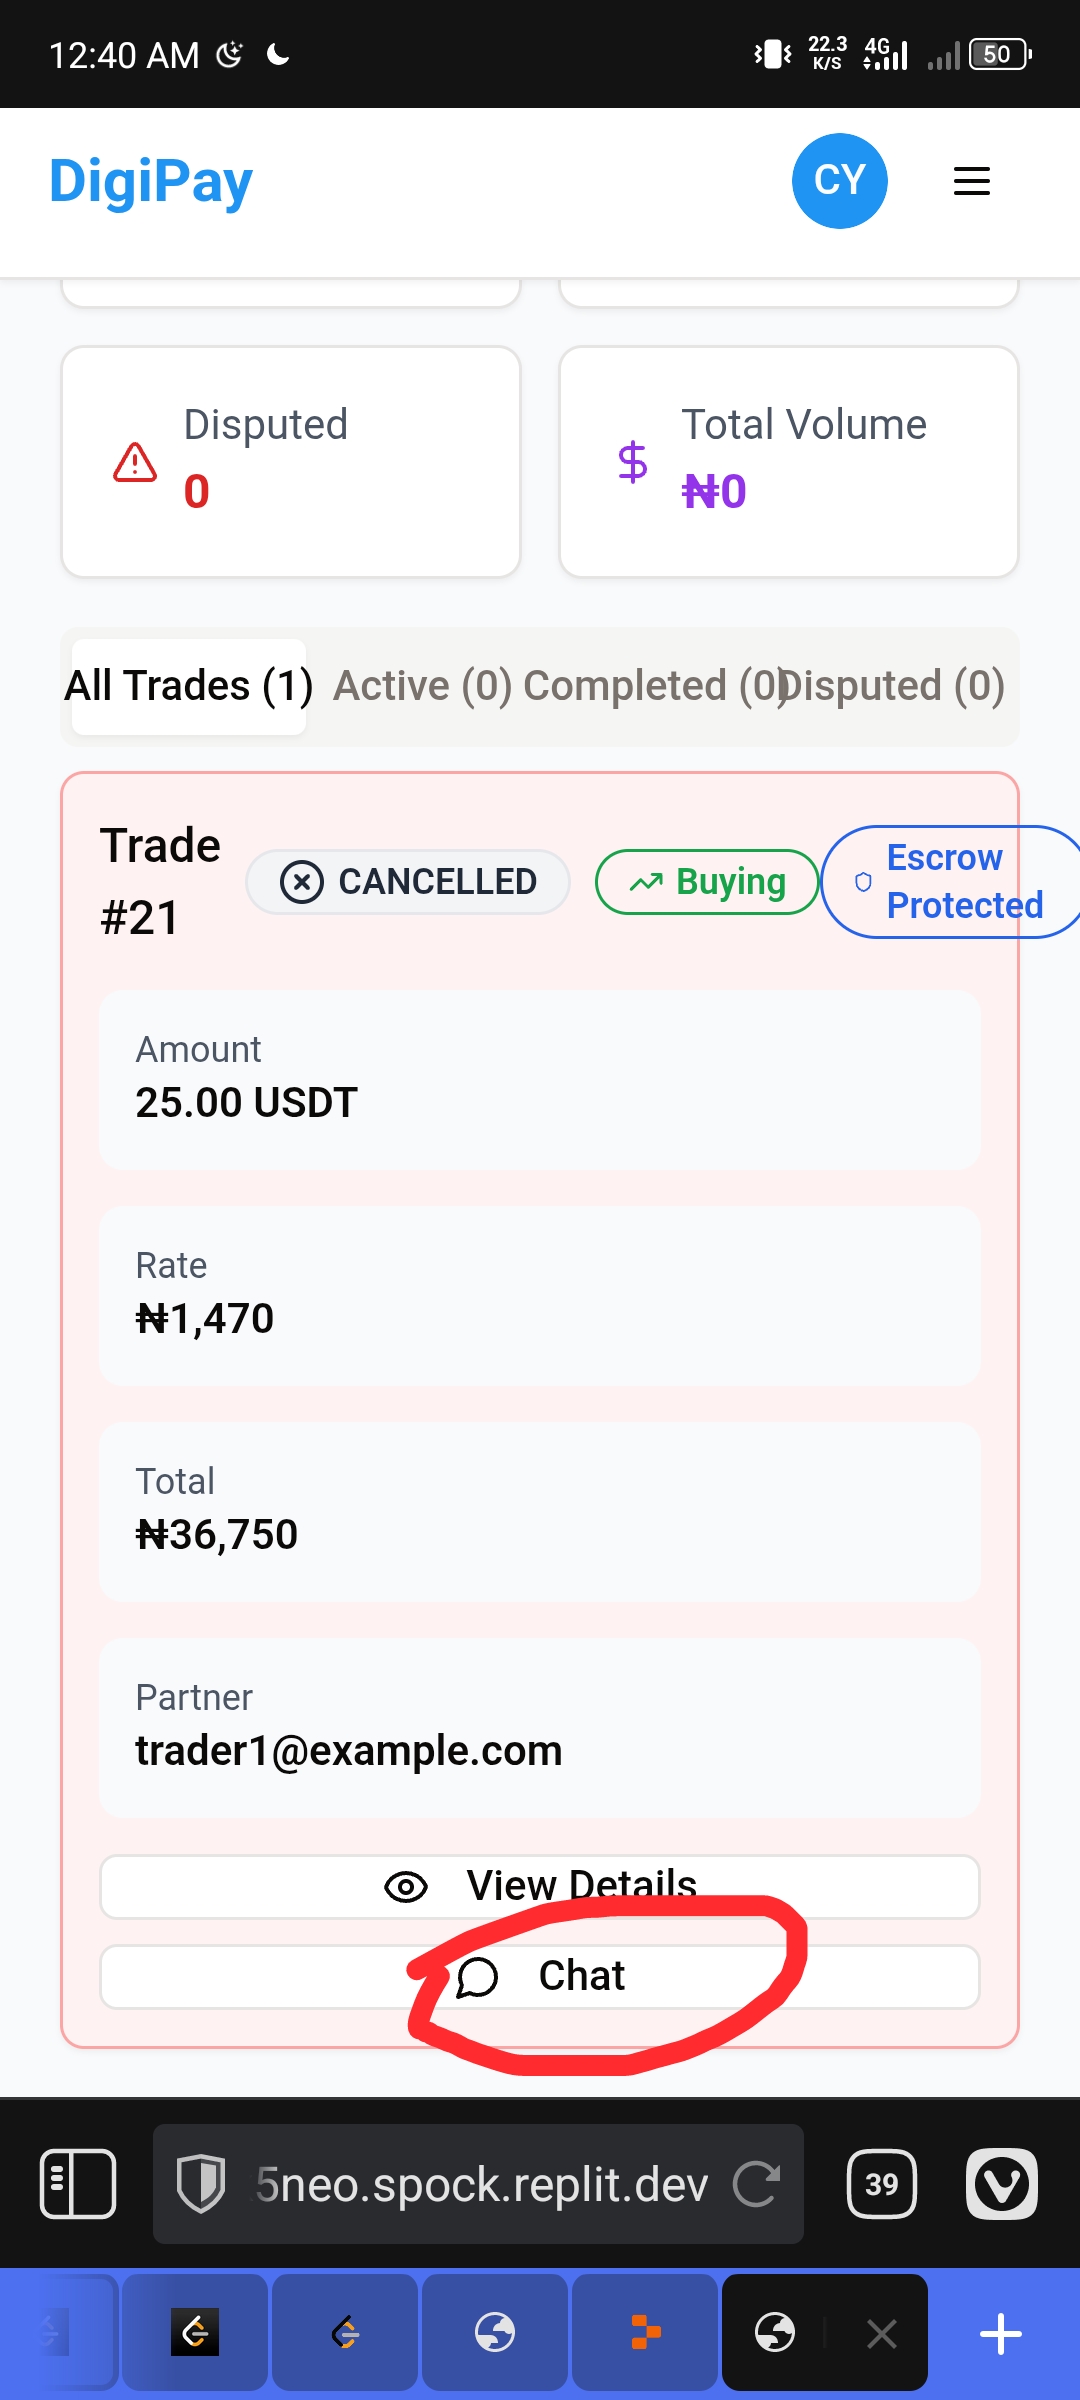 12:40 AM 22.3 K/S 4G 50
DigiPay CY
Disputed
0
Total Volume
₦0
All Trades (1) Active (0) Completed (0) Disputed (0)
Trade
#21
CANCELLED
Buying
Escrow
Protected
Amount
25.00 USDT
Rate
₦1,470
Total
₦36,750
Partner
trader1@example.com
View Details
Chat
5neo.spock.replit.dev 39